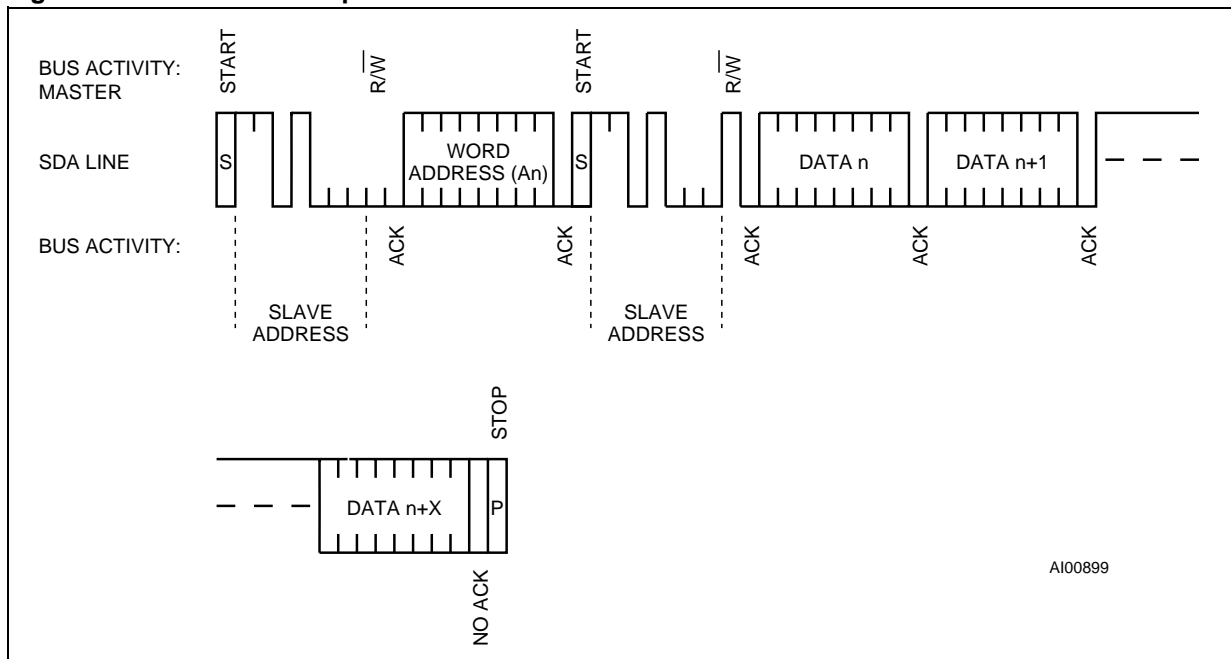 BUS ACTIVITY:
MASTER
START
R/W
START
R/W
SDA LINE
S
WORD
ADDRESS (An)
S
DATA n
DATA n+1
BUS ACTIVITY:
ACK
ACK
ACK
ACK
ACK
SLAVE
ADDRESS
SLAVE
ADDRESS
STOP
DATA n+X
P
NO ACK
AI00899